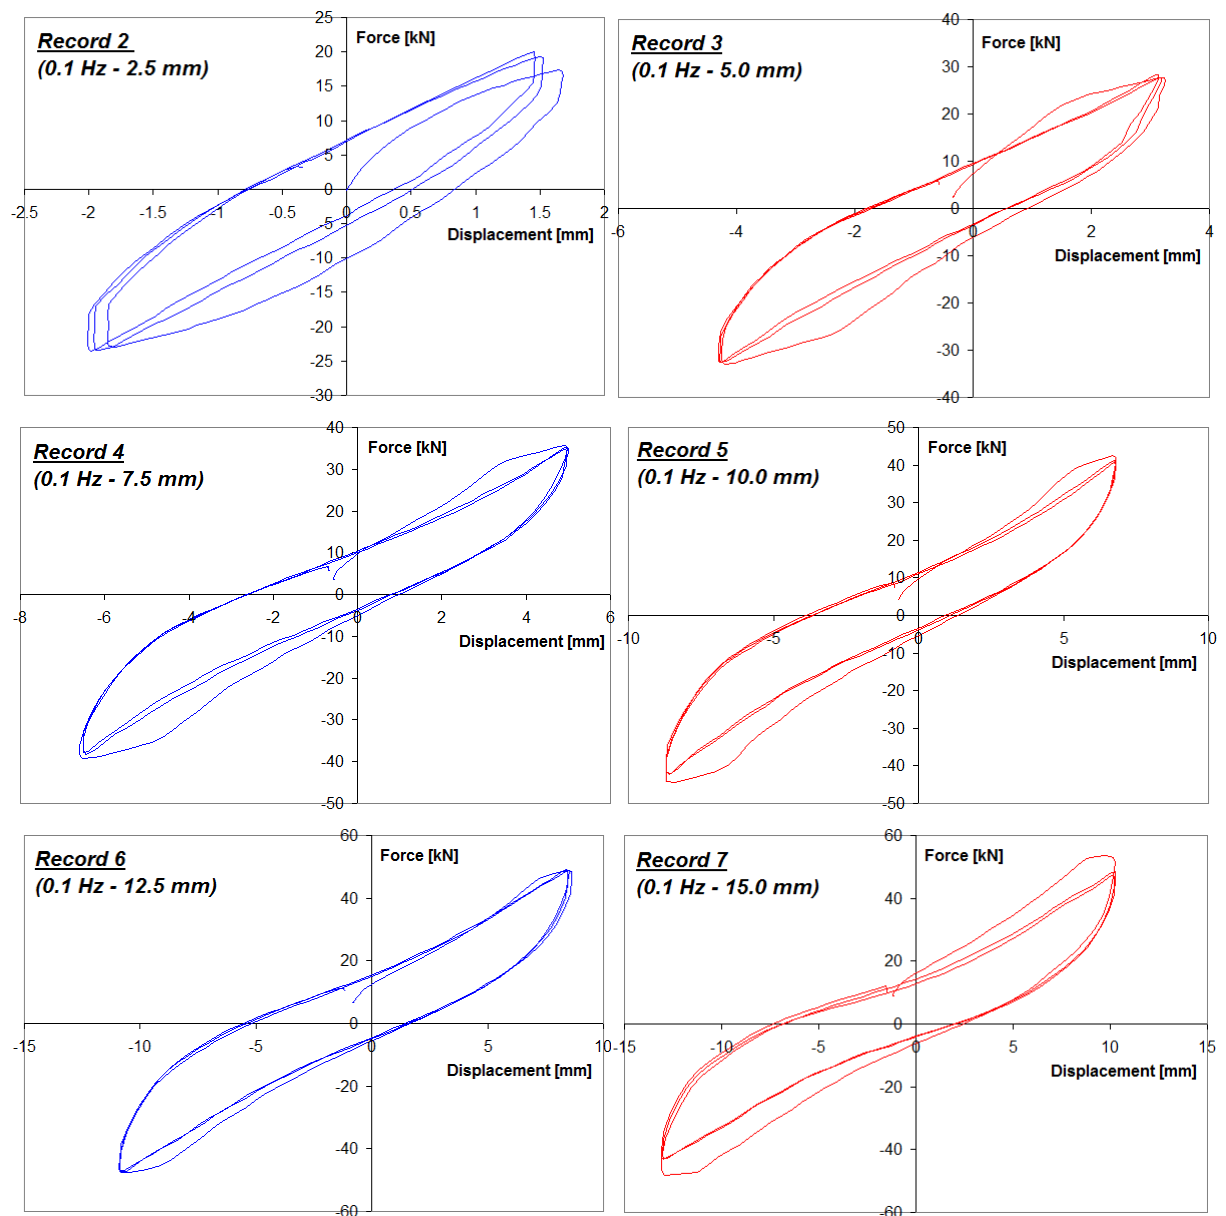 Record 2
(0.1 Hz - 2.5 mm)
Force [kN]
25
20
15
10
5
0
-5
-10
-15
-20
-25
-30
-2.5 -2 -1.5 -1 -0.5 0 0.5 1 1.5 2
Displacement [mm]
Record 3
(0.1 Hz - 5.0 mm)
Force [kN]
40
30
20
10
0
-10
-20
-30
-40
-6 -4 -2 0 2 4
Displacement [mm]
Record 4
(0.1 Hz - 7.5 mm)
Force [kN]
40
30
20
10
0
-10
-20
-30
-40
-50
-8 -6 -4 -2 0 2 4 6
Displacement [mm]
Record 5
(0.1 Hz - 10.0 mm)
Force [kN]
50
40
30
20
10
0
-10
-20
-30
-40
-50
-10 -5 0 5 10
Displacement [mm]
Record 6
(0.1 Hz - 12.5 mm)
Force [kN]
60
40
20
0
-20
-40
-60
-15 -10 -5 0 5 10
Displacement [mm]
Record 7
(0.1 Hz - 15.0 mm)
Force [kN]
60
40
20
0
-20
-40
-60
-15 -10 -5 0 5 10 15
Displacement [mm]